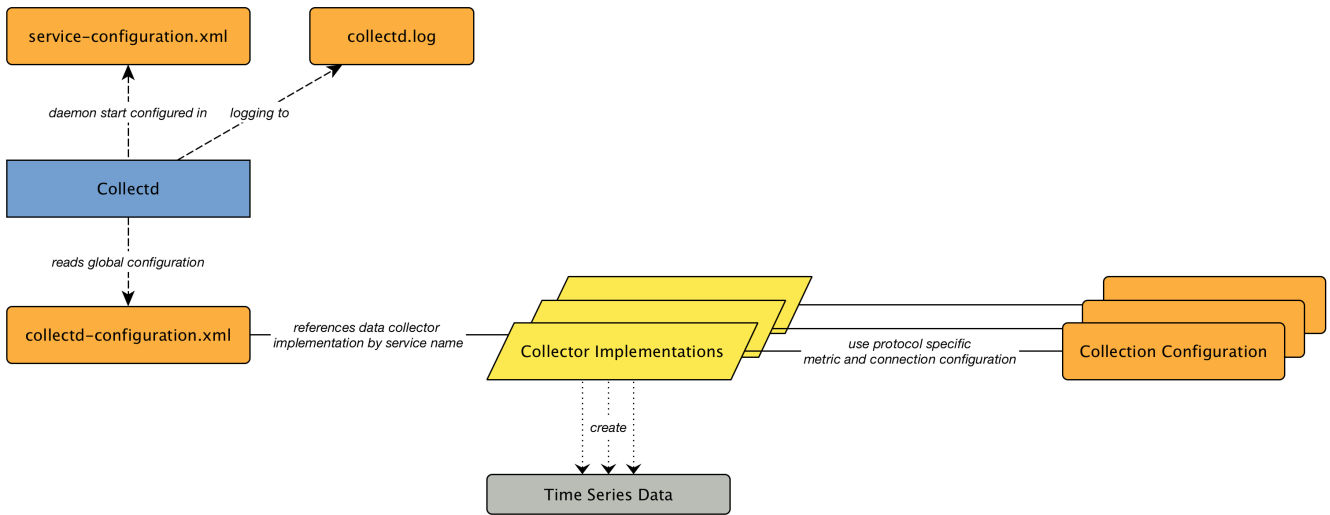 service-configuration.xml
collectd.log
daemon start configured in
logging to
Collectd
reads global configuration
collectd-configuration.xml
references data collector
implementation by service name
Collector Implementations
use protocol specific
metric and connection configuration
Collection Configuration
create
Time Series Data